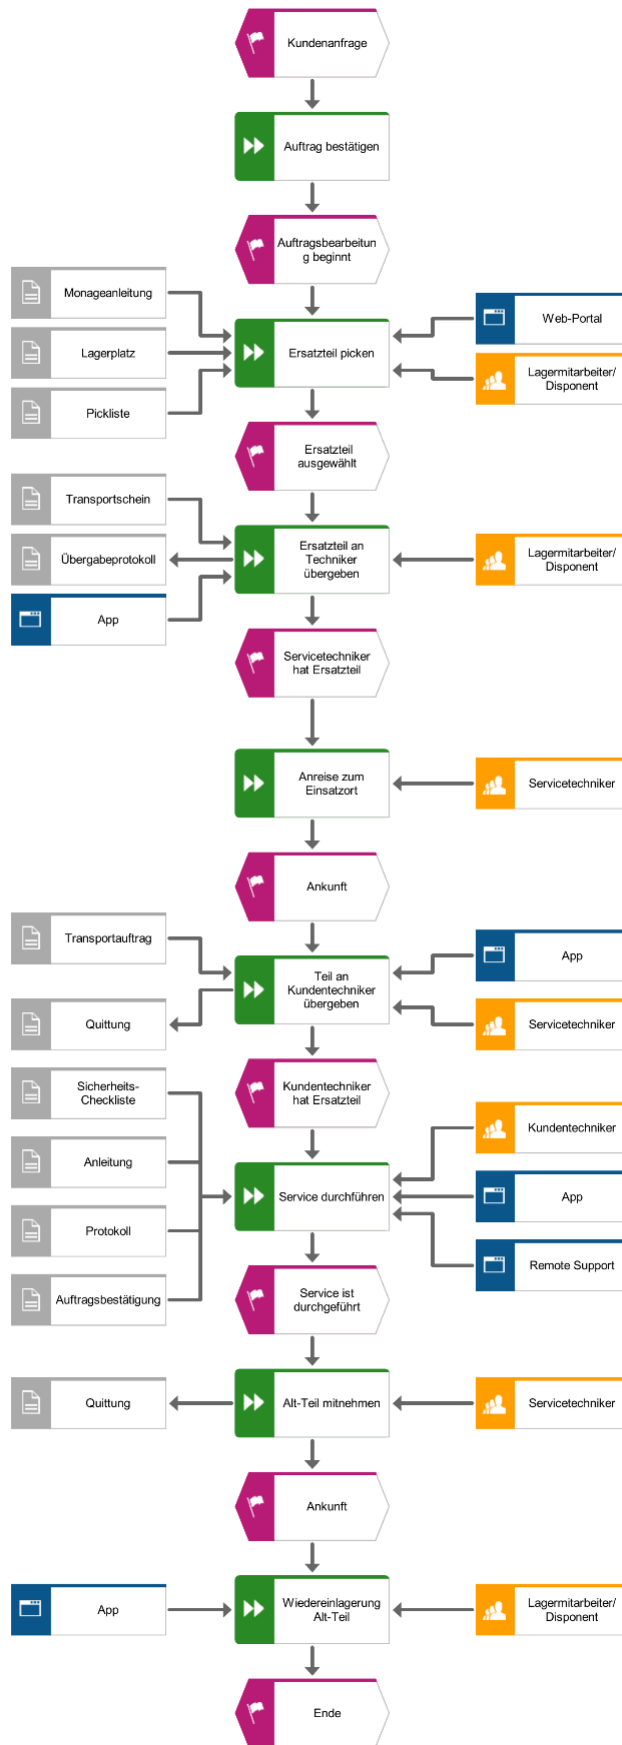 Kundenanfrage
Auftrag bestätigen
Auftragsbearbeitun
g beginnt
Monageanleitung
Lagerplatz
Pickliste
Ersatzteil picken
Web-Portal
Lagermitarbeiter/
Disponent
Ersatzteil
ausgewählt
Transportschein
Übergabeprotokoll
App
Ersatzteil an
Techniker
übergeben
Lagermitarbeiter/
Disponent
Servicetechniker
hat Ersatzteil
Anreise zum
Einsatzort
Servicetechniker
Ankunft
Transportauftrag
Quittung
Teil an
Kundentechniker
übergeben
App
Servicetechniker
Kundentechniker
hat Ersatzteil
Sicherheits-
Checkliste
Anleitung
Protokoll
Auftragsbestätigung
Service durchführen
Kundentechniker
App
Remote Support
Service ist
durchgeführt
Quittung
Alt-Teil mitnehmen
Servicetechniker
Ankunft
App
Wiedereinlagerung
Alt-Teil
Lagermitarbeiter/
Disponent
Ende